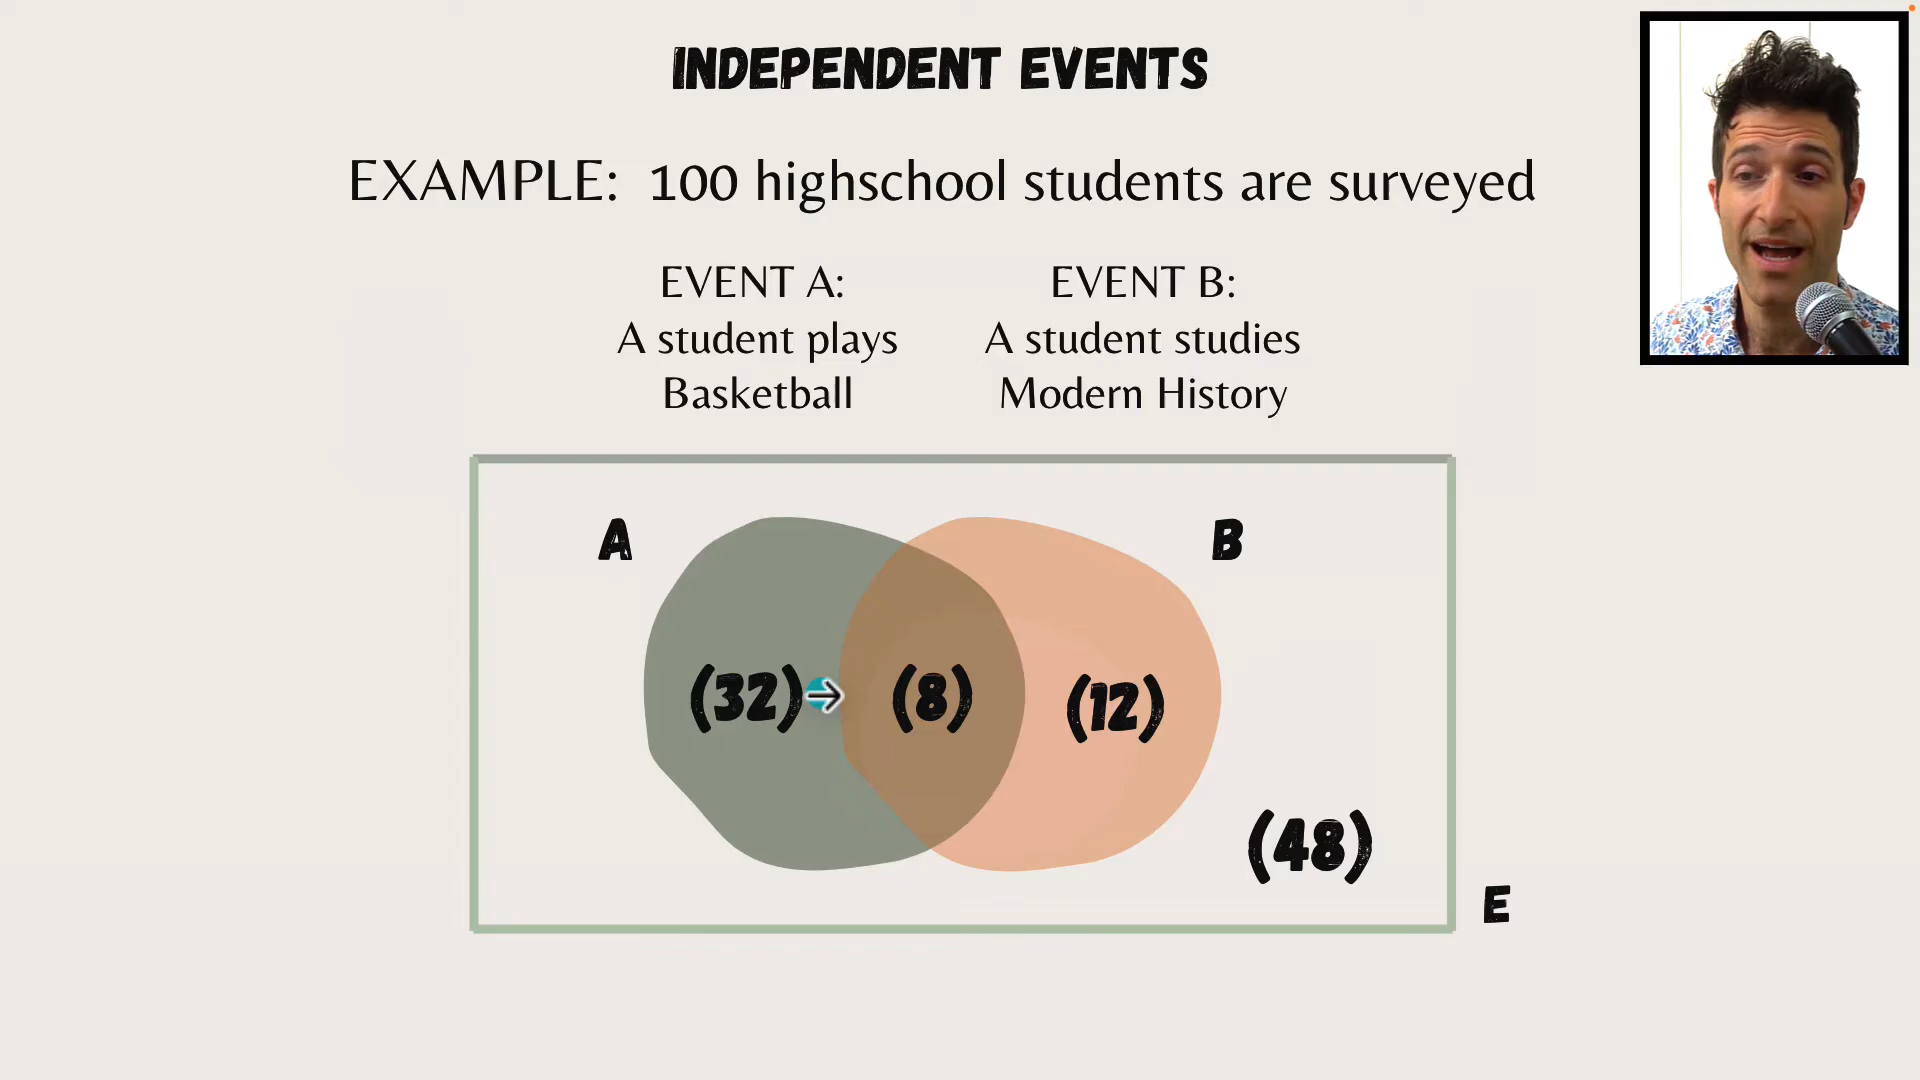 INDEPENDENT EVENTS
EXAMPLE: 100 highschool students are surveyed
EVENT A:
A student plays
Basketball
EVENT B:
A student studies
Modern History
A
B
(32)
(8)
(12)
(48)
E